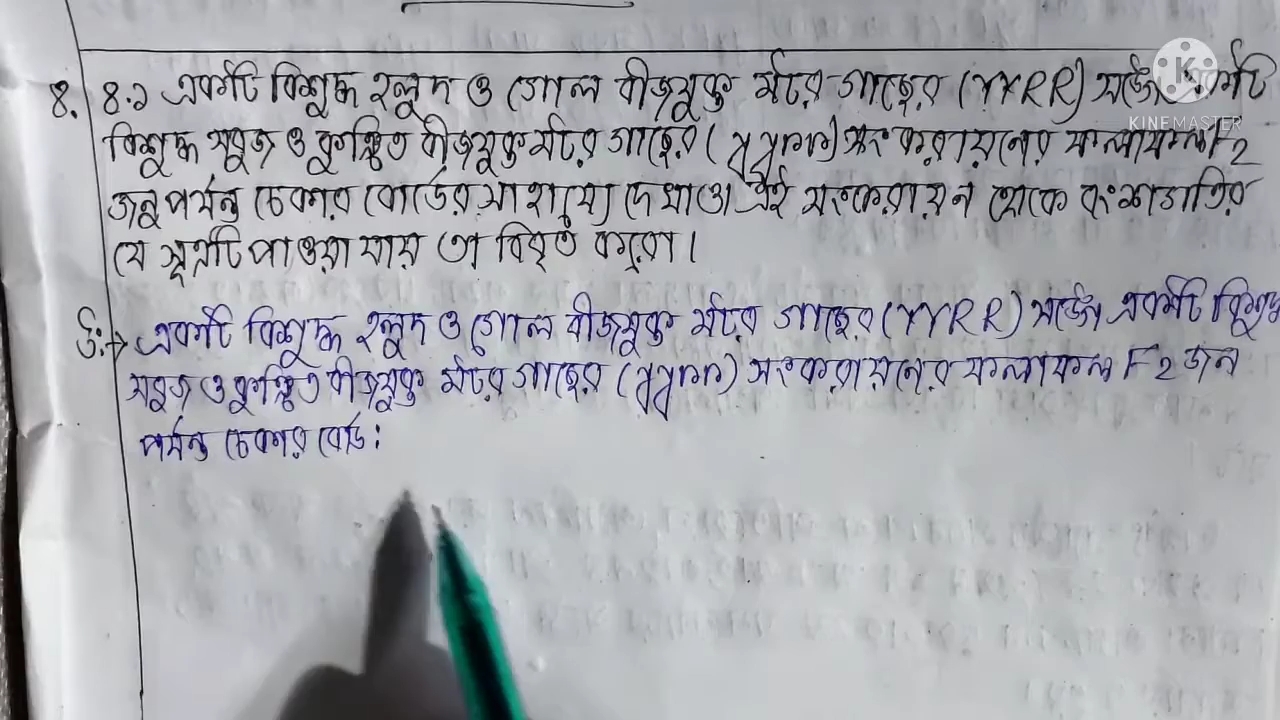 ৪. ৪.১ একটি বিশুদ্ধ হলুদ ও গোল বীজযুক্ত মটর গাছের (YYRR) সঙ্গে একটি
K
KINEMASTER
বিশুদ্ধ সবুজ ও কুঞ্চিত বীজযুক্ত মটর গাছের (yyrr) সংকরায়নের ফলাফল F2
জনু পর্যন্ত চেকার বোর্ডের সাহায্যে দেখাও। এই সংকরায়ন থেকে বংশগতির
যে সূত্রটি পাওয়া যায় তা বিবৃত করো।
উঃ→ একটি বিশুদ্ধ হলুদ ও গোল বীজযুক্ত মটর গাছের (YYRR) সঙ্গে একটি বিশুদ্ধ
সবুজ ও কুঞ্চিত বীজযুক্ত মটর গাছের (yyrr) সংকরায়নের ফলাফল F2 জনু
পর্যন্ত চেকার বোর্ড: